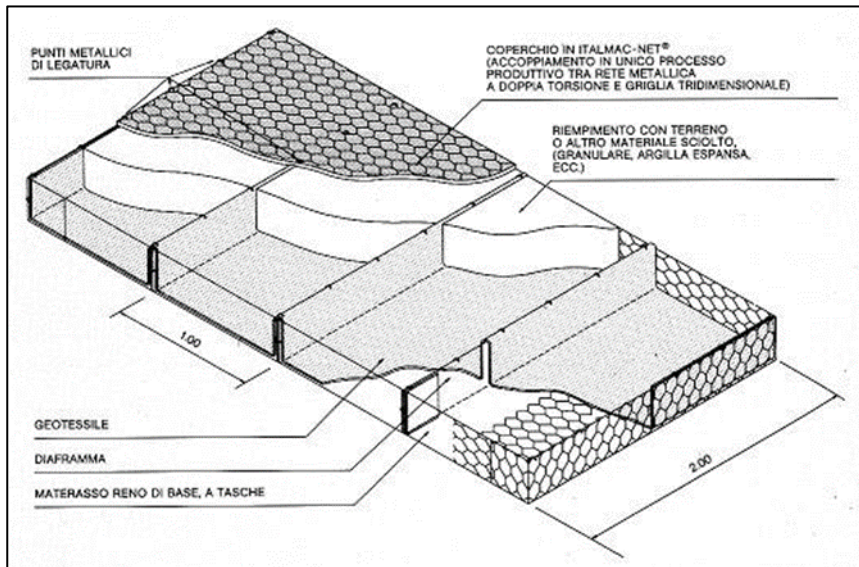 PUNTI METALLICI
DI LEGATURA
COPERCHIO IN ITALMAC-NET®
(ACCOPPIAMENTO IN UNICO PROCESSO
PRODUTTIVO TRA RETE METALLICA
A DOPPIA TORSIONE E GRIGLIA TRIDIMENSIONALE)
RIEMPIMENTO CON TERRENO
O ALTRO MATERIALE SCIOLTO,
(GRANULARE, ARGILLA ESPANSA,
ECC.)
1.00
GEOTESSILE
DIAFRAMMA
MATERASSO RENO DI BASE, A TASCHE
2.00